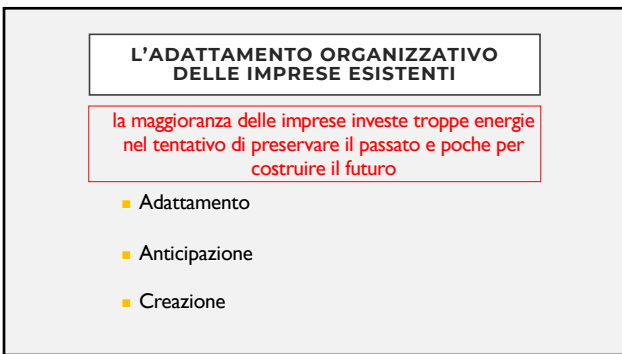 L'ADATTAMENTO ORGANIZZATIVO
DELLE IMPRESE ESISTENTI
la maggioranza delle imprese investe troppe energie
nel tentativo di preservare il passato e poche per
costruire il futuro
Adattamento
Anticipazione
Creazione